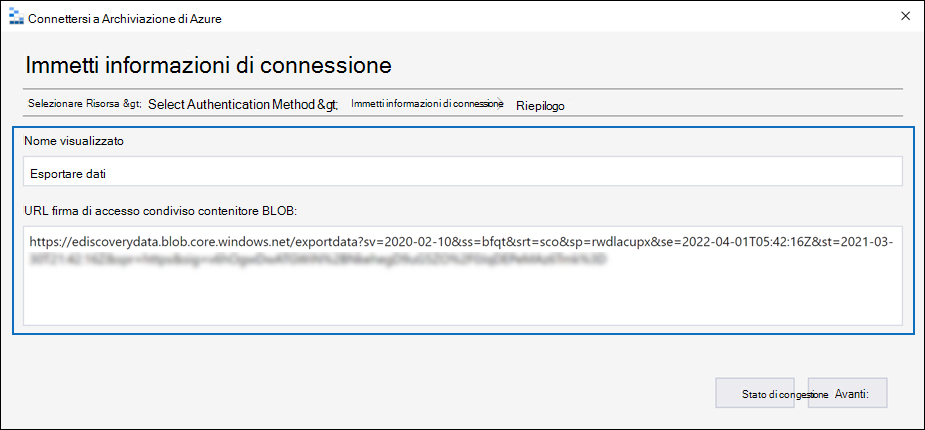 Connettersi a Archiviazione di Azure
Immetti informazioni di connessione
Selezionare Risorsa &gt; Select Authentication Method &gt; Immetti informazioni di connessione Riepilogo
Nome visualizzato
Esportare dati
URL firma di accesso condiviso contenitore BLOB:
https://ediscoverydata.blob.core.windows.net/exportdata?sv=2020-02-10&ss=bfqt&srt=sco&sp=rwdlacupx&se=2022-04-01T05:42:16Z&st=2021-03-
Stato di congestione Avanti: